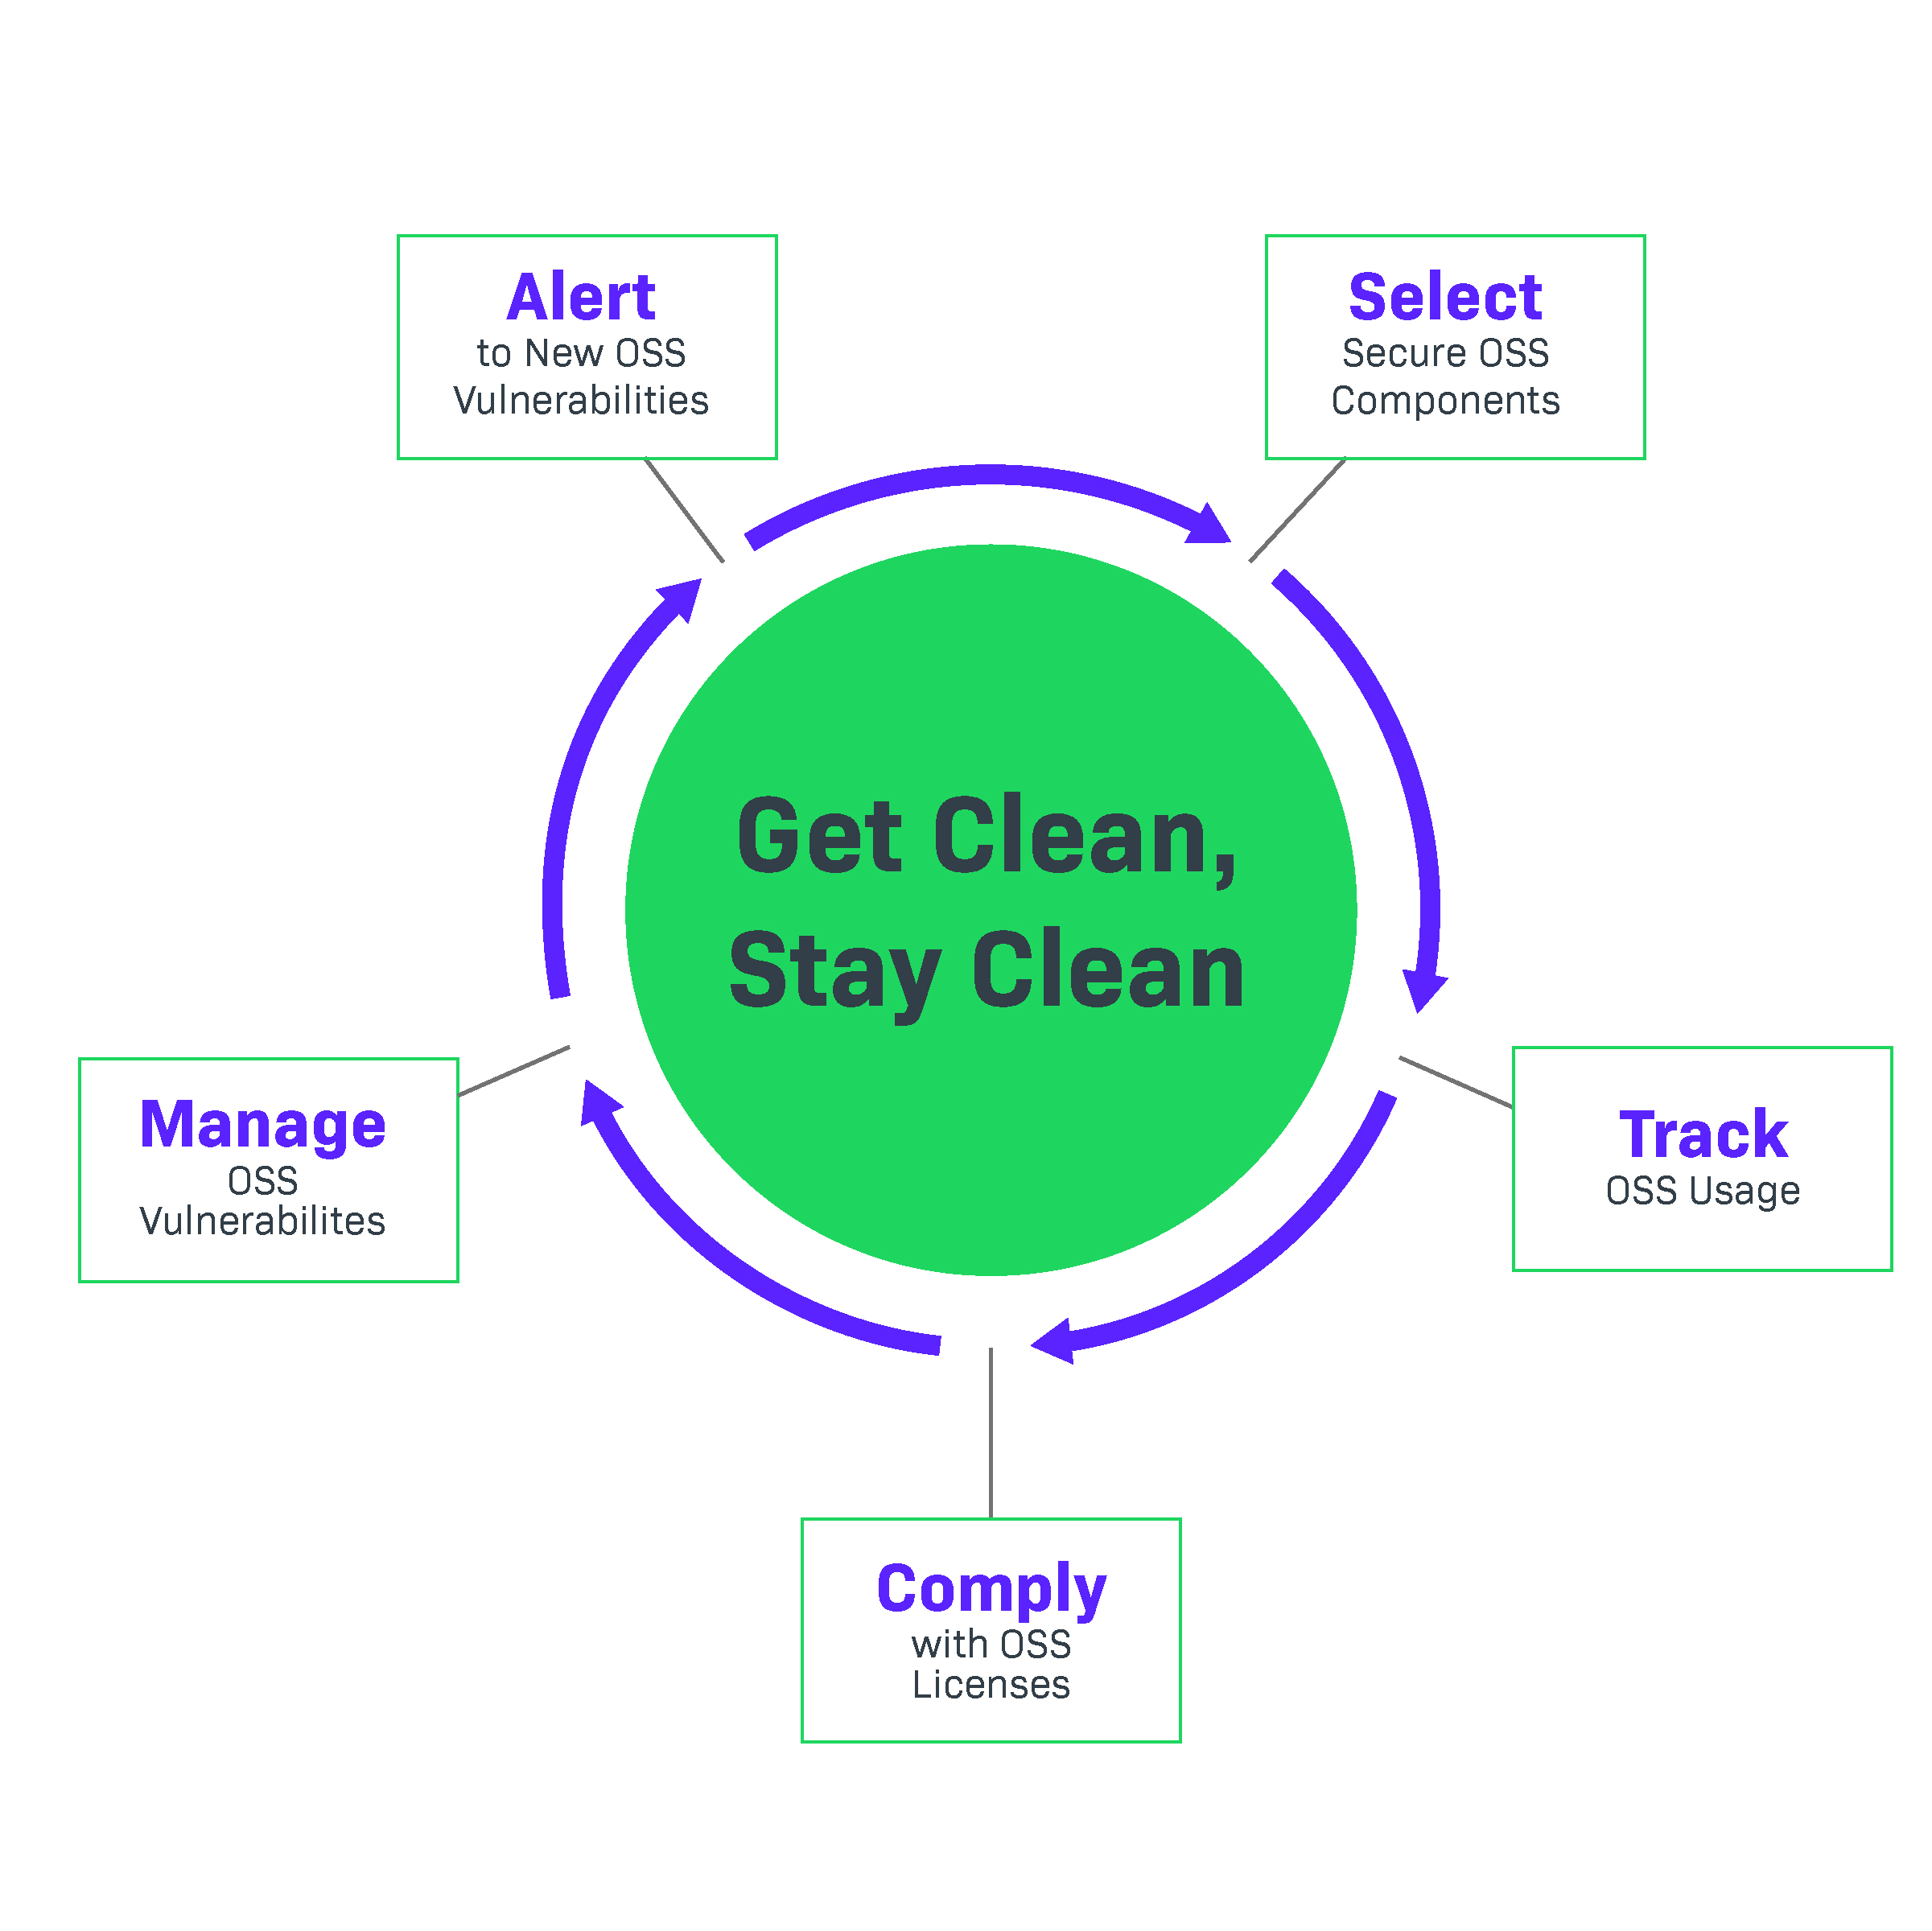 Alert
to New OSS
Vulnerabilities
Select
Secure OSS
Components
Get Clean,
Stay Clean
Manage
OSS
Vulnerabilites
Track
OSS Usage
Comply
with OSS
Licenses